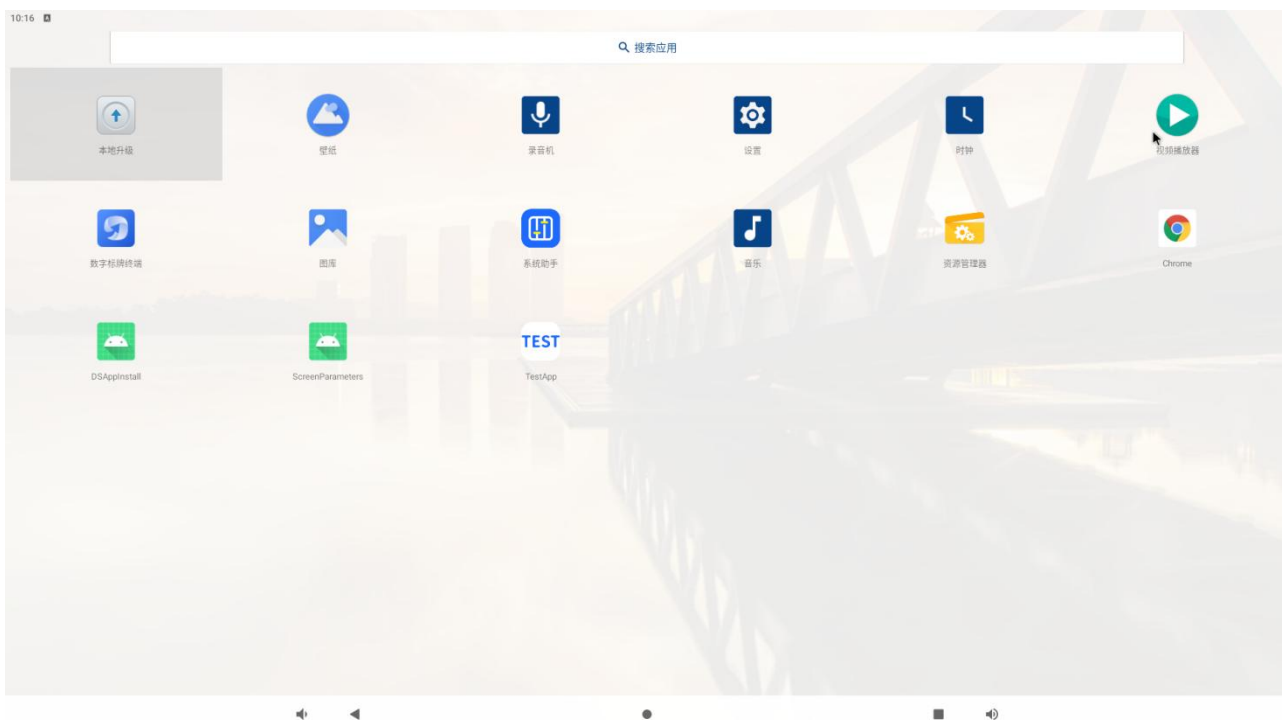 10:16 A
搜索应用
本地升级 壁纸 录音机 设置 时钟 视频播放器
数字标牌终端 图库 系统助手 音乐 资源管理器 Chrome
TEST
DSAppInstall ScreenParameters TestApp